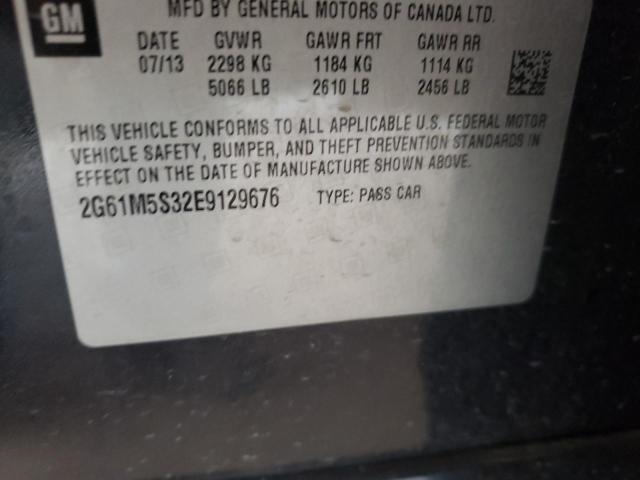 GM
MFD BY GENERAL MOTORS OF CANADA LTD.
DATE GVWR GAWR FRT GAWR RR
07/13 2298 KG 1184 KG 1114 KG
5066 LB 2610 LB 2456 LB
THIS VEHICLE CONFORMS TO ALL APPLICABLE U.S. FEDERAL MOTOR
VEHICLE SAFETY, BUMPER, AND THEFT PREVENTION STANDARDS IN
EFFECT ON THE DATE OF MANUFACTURE SHOWN ABOVE.
2G61M5S32E9129676 TYPE: PASS CAR